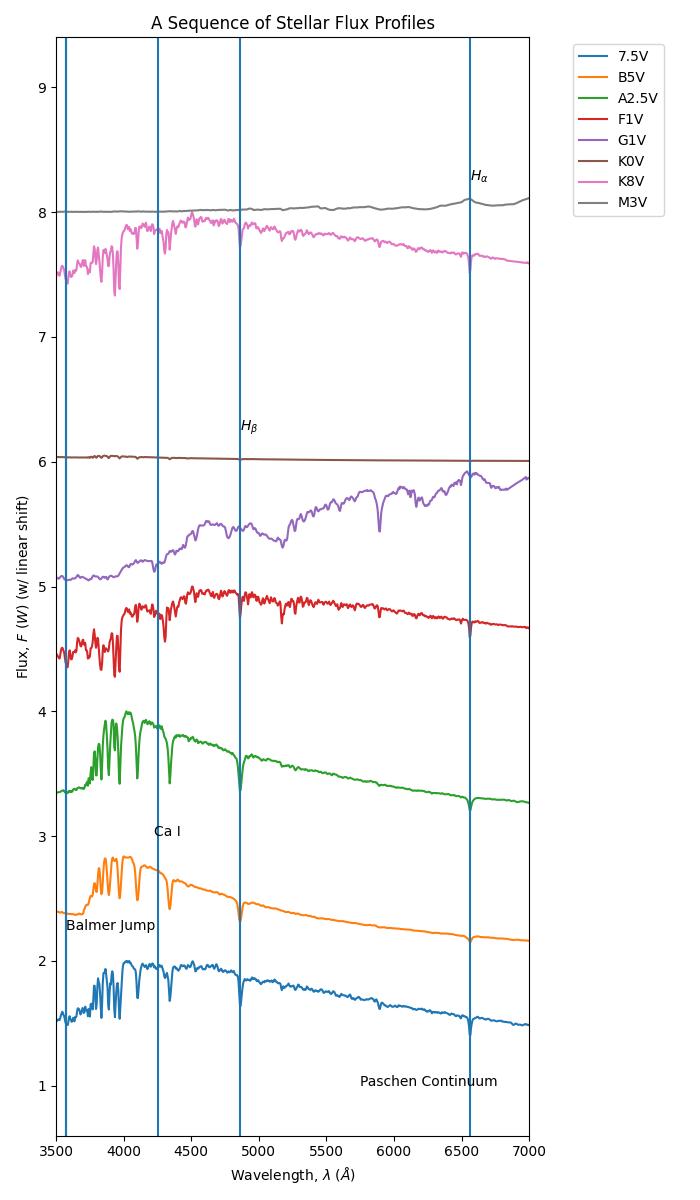 A Sequence of Stellar Flux Profiles
7.5V
B5V
A2.5V
F1V
G1V
K0V
K8V
M3V
9
8
7
6
5
4
3
2
1
Hα
Hβ
Ca I
Balmer Jump
Paschen Continuum
Flux, F (W) (w/ linear shift)
3500 4000 4500 5000 5500 6000 6500 7000
Wavelength, λ (Å)